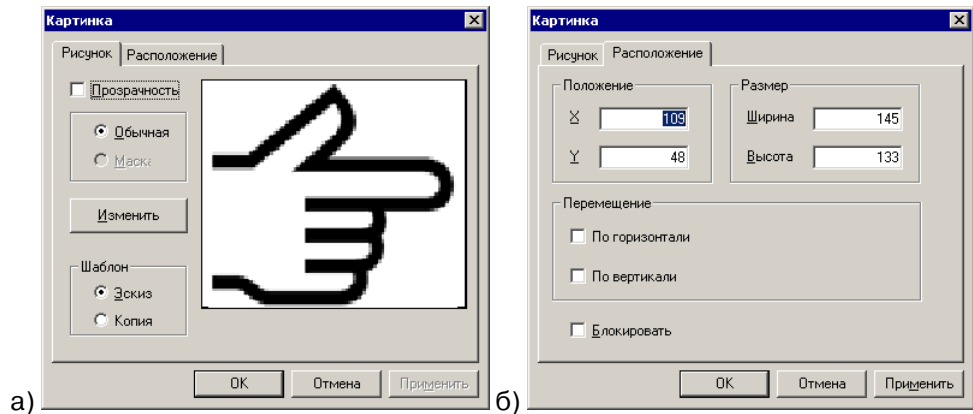 Картинка
Рисунок Расположение
Прозрачность
Обычная
Маска
Изменить
Шаблон
Эскиз
Копия
OK Отмена Применить
а)
Картинка
Рисунок Расположение
Положение Размер
X 109 Ширина 145
Y 48 Высота 133
Перемещение
По горизонтали
По вертикали
Блокировать
OK Отмена Применить
б)